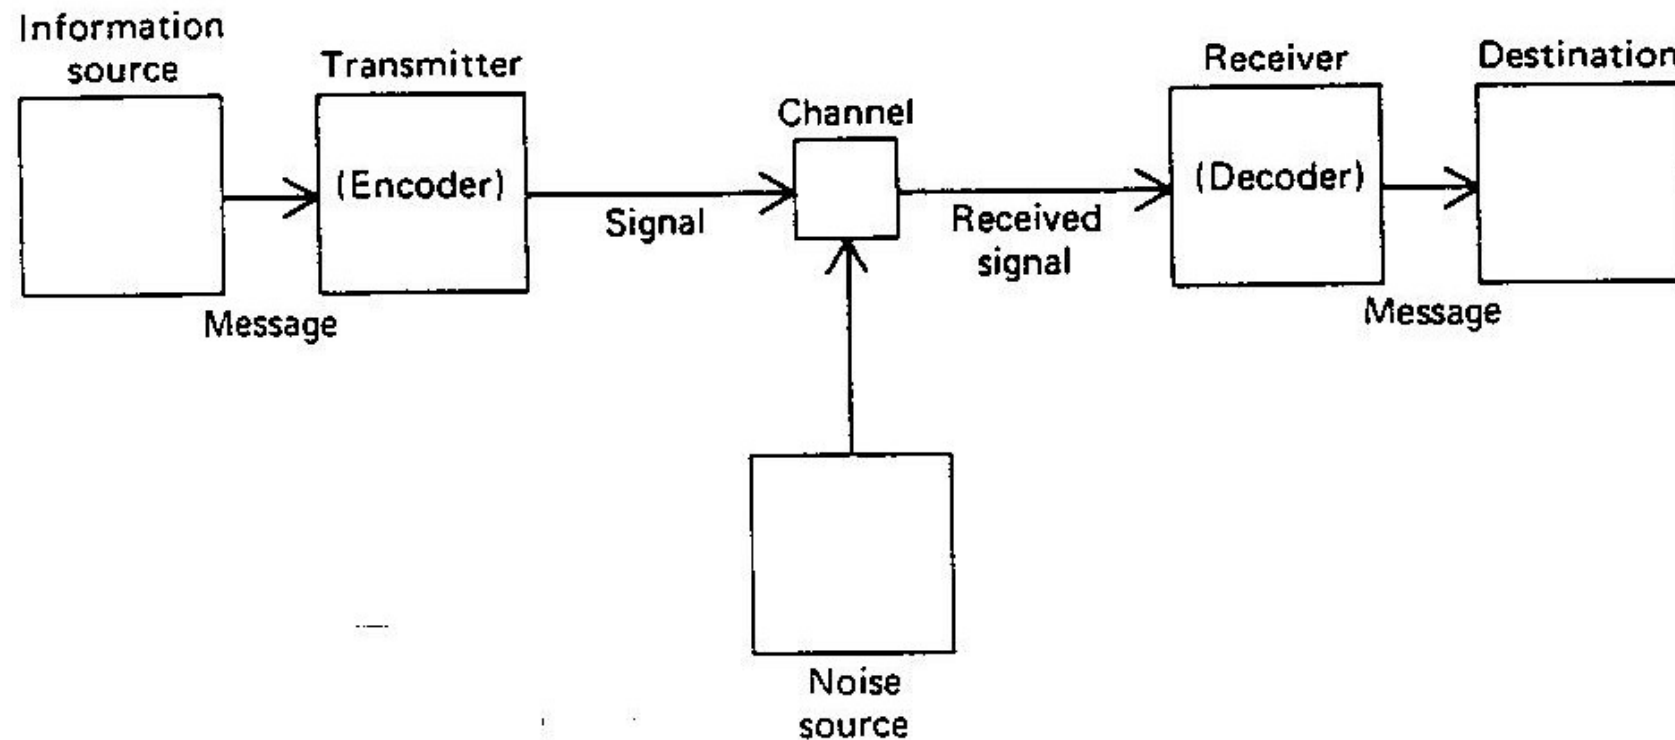 Information
source
Transmitter
(Encoder)
Message
Signal
Channel
Received
signal
Receiver
(Decoder)
Message
Destination
Noise
source